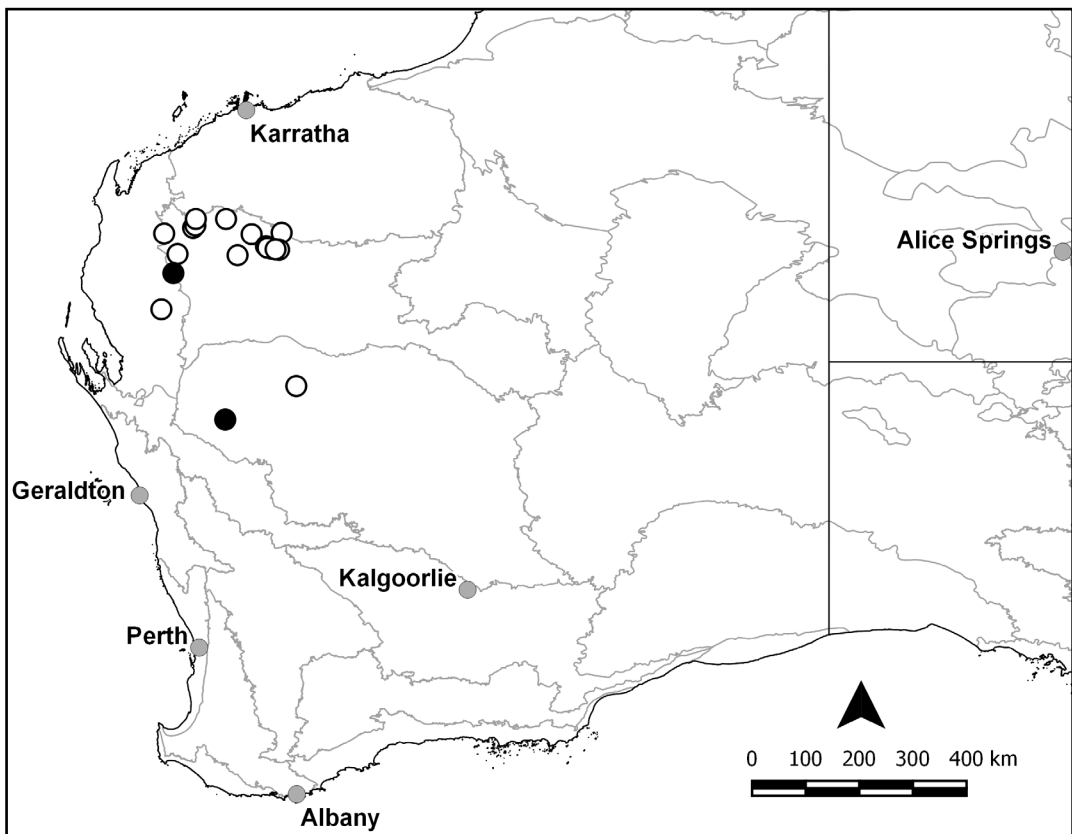 Karratha
Alice Springs
Geraldton
Kalgoorlie
Perth
0 100 200 300 400 km
Albany